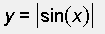 y = |sin(x)|